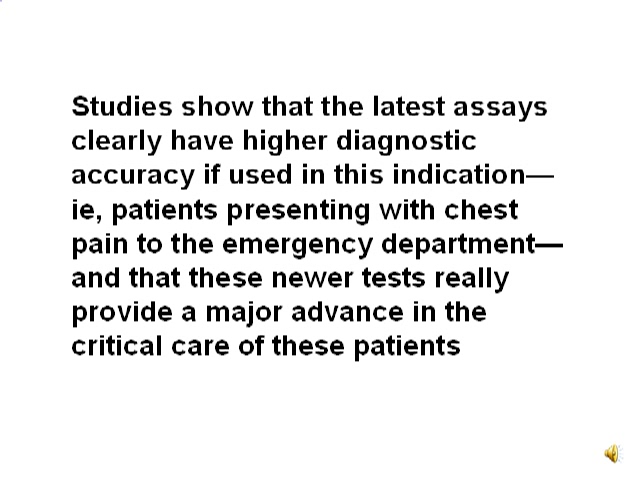 Studies show that the latest assays
clearly have higher diagnostic
accuracy if used in this indication—
ie, patients presenting with chest
pain to the emergency department—
and that these newer tests really
provide a major advance in the
critical care of these patients